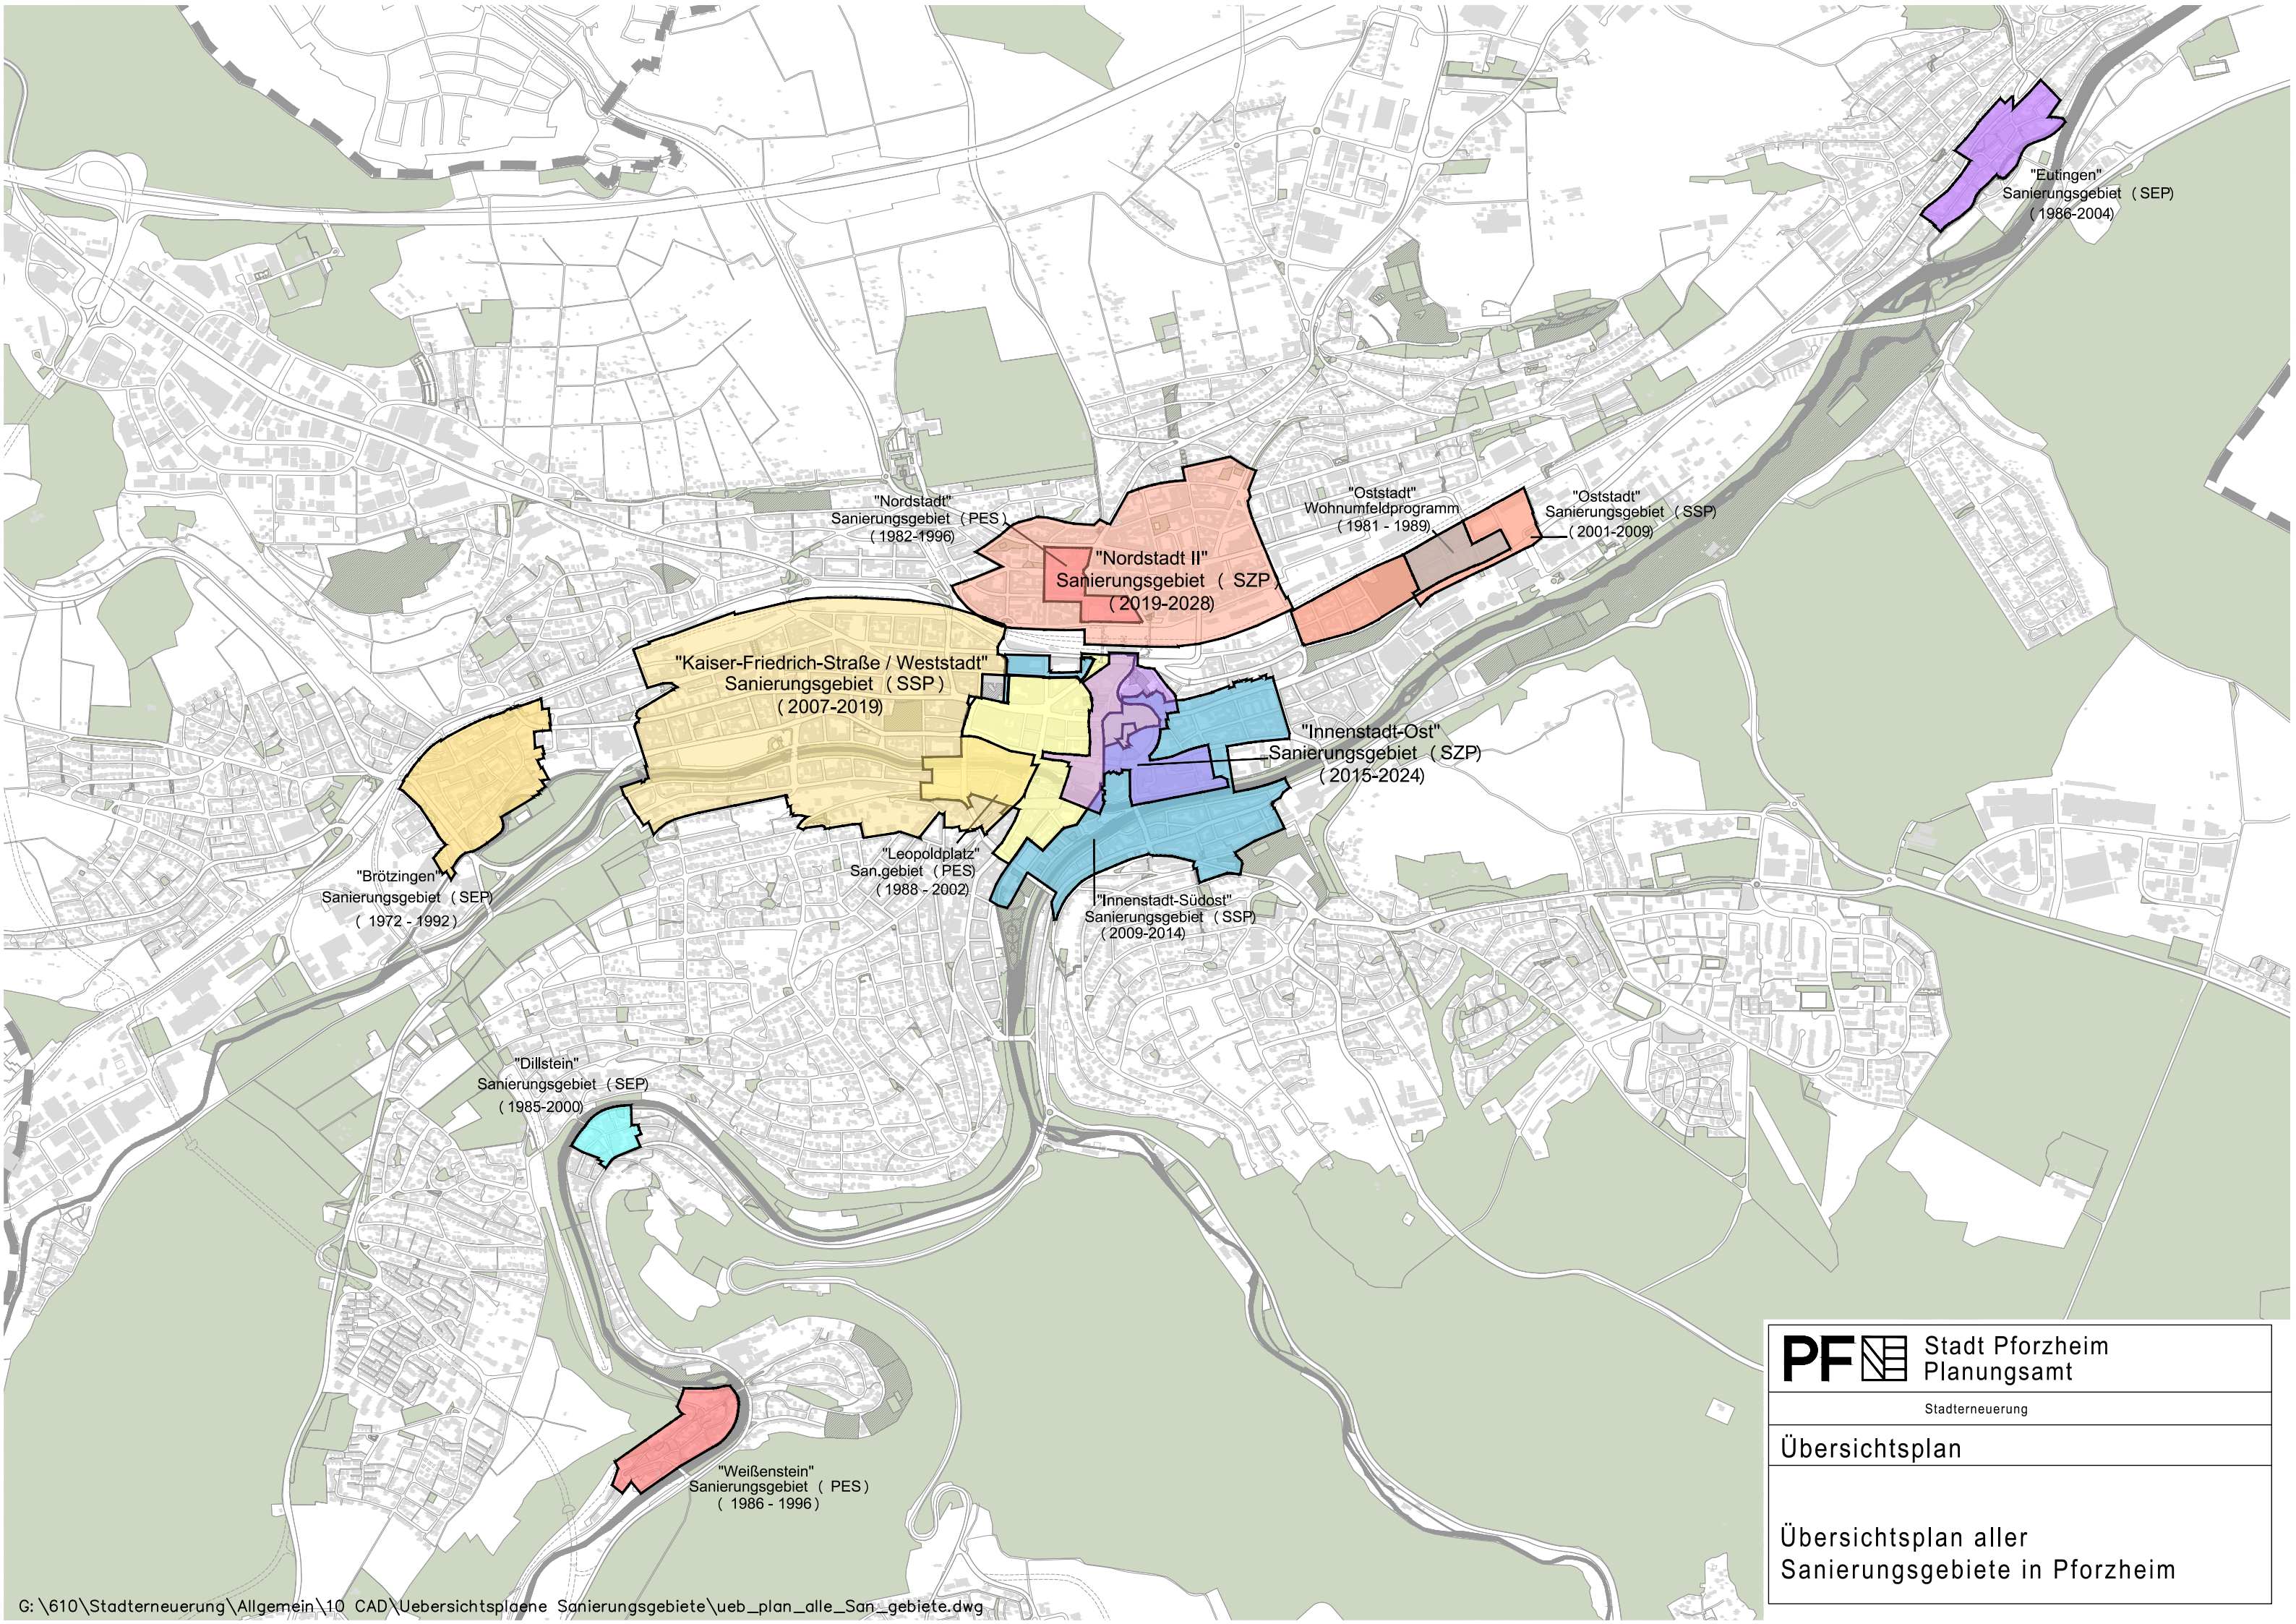 "Eutingen"
Sanierungsgebiet ( SEP)
( 1986-2004)
"Nordstadt"
Sanierungsgebiet ( PES)
( 1982-1996)
"Oststadt"
Wohnumfeldprogramm
( 1981 - 1989)
"Oststadt"
Sanierungsgebiet ( SSP)
( 2001-2009)
"Nordstadt II"
Sanierungsgebiet ( SZP)
( 2019-2028)
"Kaiser-Friedrich-Straße / Weststadt"
Sanierungsgebiet ( SSP )
( 2007-2019)
"Innenstadt-Ost"
Sanierungsgebiet ( SZP)
( 2015-2024)
"Leopoldplatz"
San.gebiet ( PES)
( 1988 - 2002)
"Brötzingen"
Sanierungsgebiet ( SEP)
( 1972 - 1992)
"Innenstadt-Südost"
Sanierungsgebiet ( SSP)
( 2009-2014)
"Dillstein"
Sanierungsgebiet ( SEP)
( 1985-2000)
"Weißenstein"
Sanierungsgebiet ( PES)
( 1986 - 1996)
PF Stadt Pforzheim
Planungsamt
Stadterneuerung
Übersichtsplan
Übersichtsplan aller
Sanierungsgebiete in Pforzheim
G:\610\Stadterneuerung\Allgemein\10 CAD\Uebersichtsplaene Sanierungsgebiete\ueb_plan_alle_San_gebiete.dwg